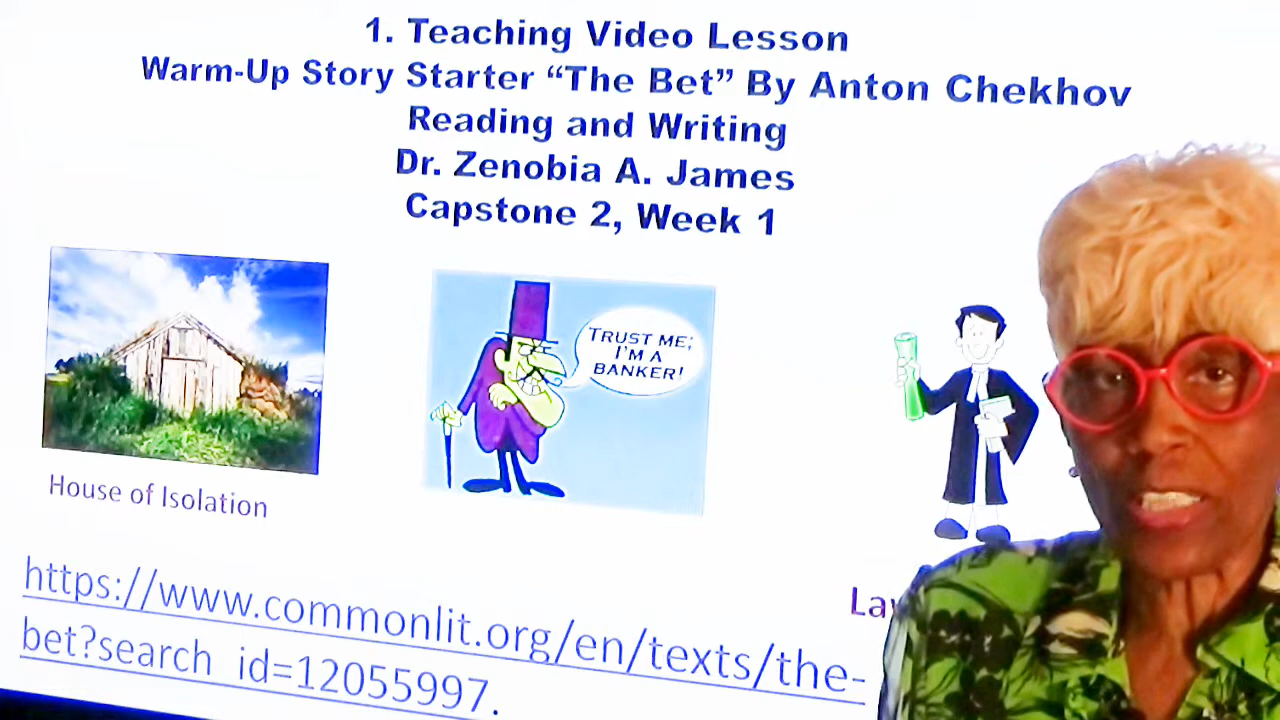 1. Teaching Video Lesson
Warm-Up Story Starter “The Bet” By Anton Chekhov
Reading and Writing
Dr. Zenobia A. James
Capstone 2, Week 1
TRUST ME;
I'M A
BANKER!
House of Isolation
https://www.commonlit.org/en/texts/the-
bet?search_id=12055997.